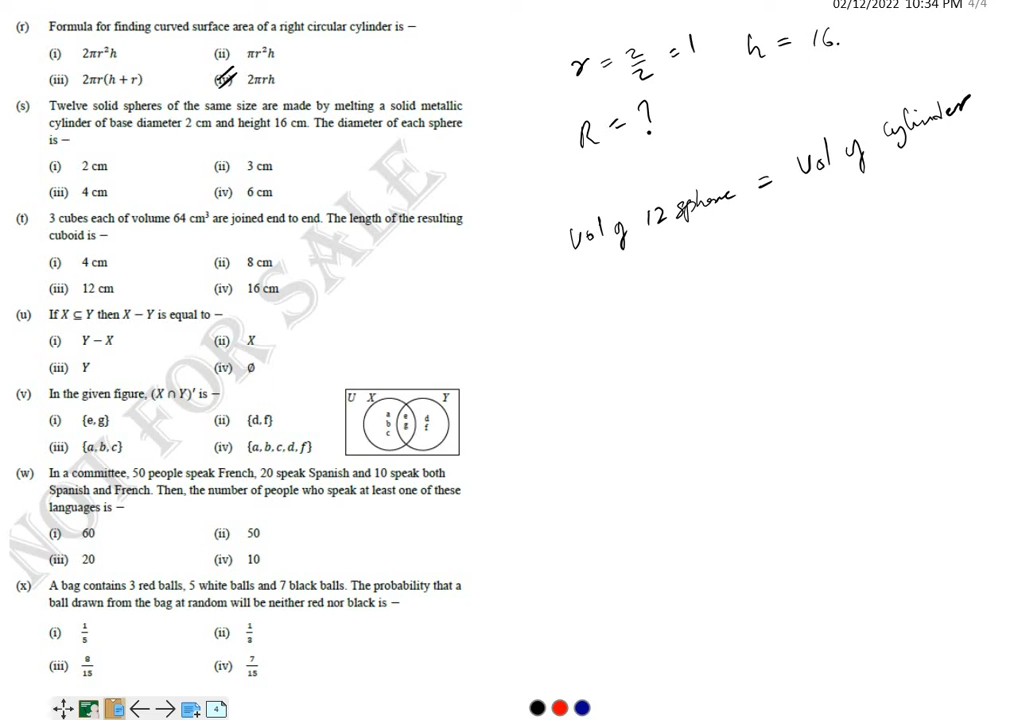 02/12/2022 10:34 PM 4/4
(r) Formula for finding curved surface area of a right circular cylinder is –
(i) 2πr²h (ii) πr²h
(iii) 2πr(h + r) (iv) 2πrh
(s) Twelve solid spheres of the same size are made by melting a solid metallic
cylinder of base diameter 2 cm and height 16 cm. The diameter of each sphere
is –
(i) 2 cm (ii) 3 cm
(iii) 4 cm (iv) 6 cm
(t) 3 cubes each of volume 64 cm³ are joined end to end. The length of the resulting
cuboid is –
(i) 4 cm (ii) 8 cm
(iii) 12 cm (iv) 16 cm
(u) If X ⊆ Y then X − Y is equal to –
(i) Y − X (ii) X
(iii) Y (iv) ∅
(v) In the given figure, (X ∩ Y)′ is –
(i) {e, g} (ii) {d, f}
(iii) {a, b, c} (iv) {a, b, c, d, f}
U X Y
a e d
b g f
c
(w) In a committee, 50 people speak French, 20 speak Spanish and 10 speak both
Spanish and French. Then, the number of people who speak at least one of these
languages is –
(i) 60 (ii) 50
(iii) 20 (iv) 10
(x) A bag contains 3 red balls, 5 white balls and 7 black balls. The probability that a
ball drawn from the bag at random will be neither red nor black is –
(i) 1/5 (ii) 1/3
(iii) 8/15 (iv) 7/15
NOT FOR SALE
4
r = 2/2 = 1 h = 16.
R = ?
Vol of 12 sphere = Vol of cylinder